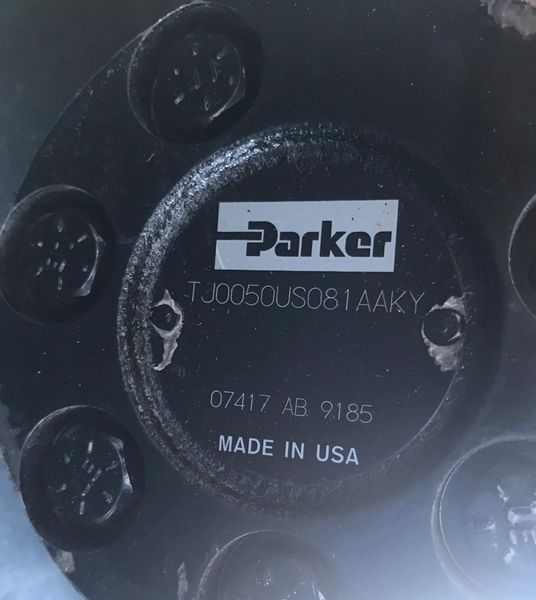 Parker
TJ0050US081AAKY
07417 AB 9185
MADE IN USA